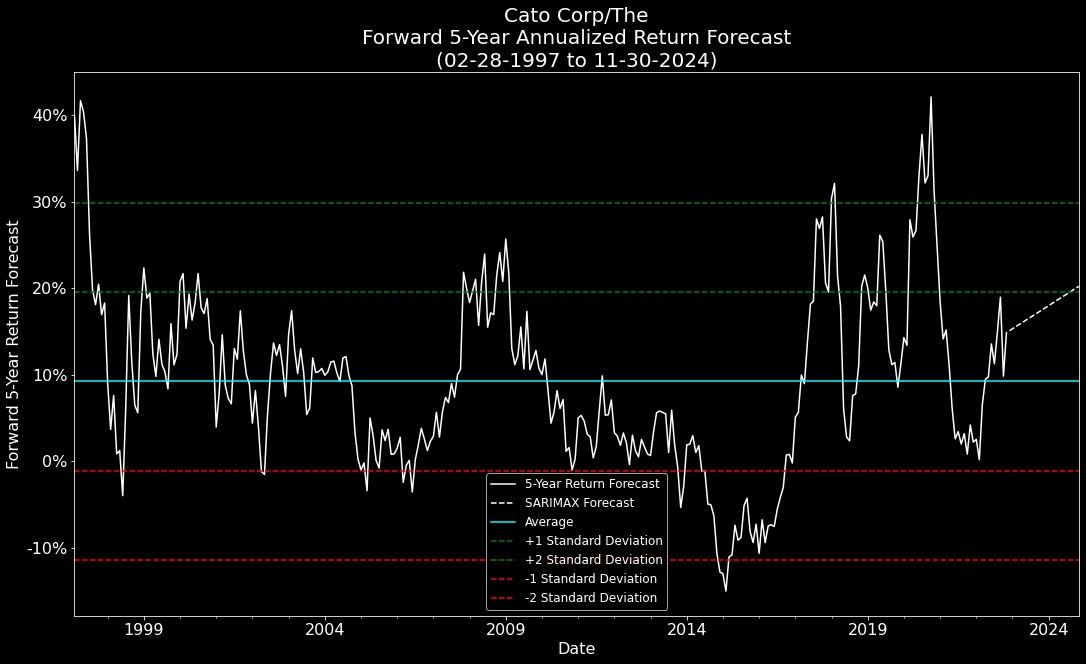 Cato Corp/The
Forward 5-Year Annualized Return Forecast
(02-28-1997 to 11-30-2024)
Forward 5-Year Return Forecast
40%
30%
20%
10%
0%
-10%
5-Year Return Forecast
SARIMAX Forecast
Average
+1 Standard Deviation
+2 Standard Deviation
-1 Standard Deviation
-2 Standard Deviation
1999
2004
2009
2014
2019
2024
Date